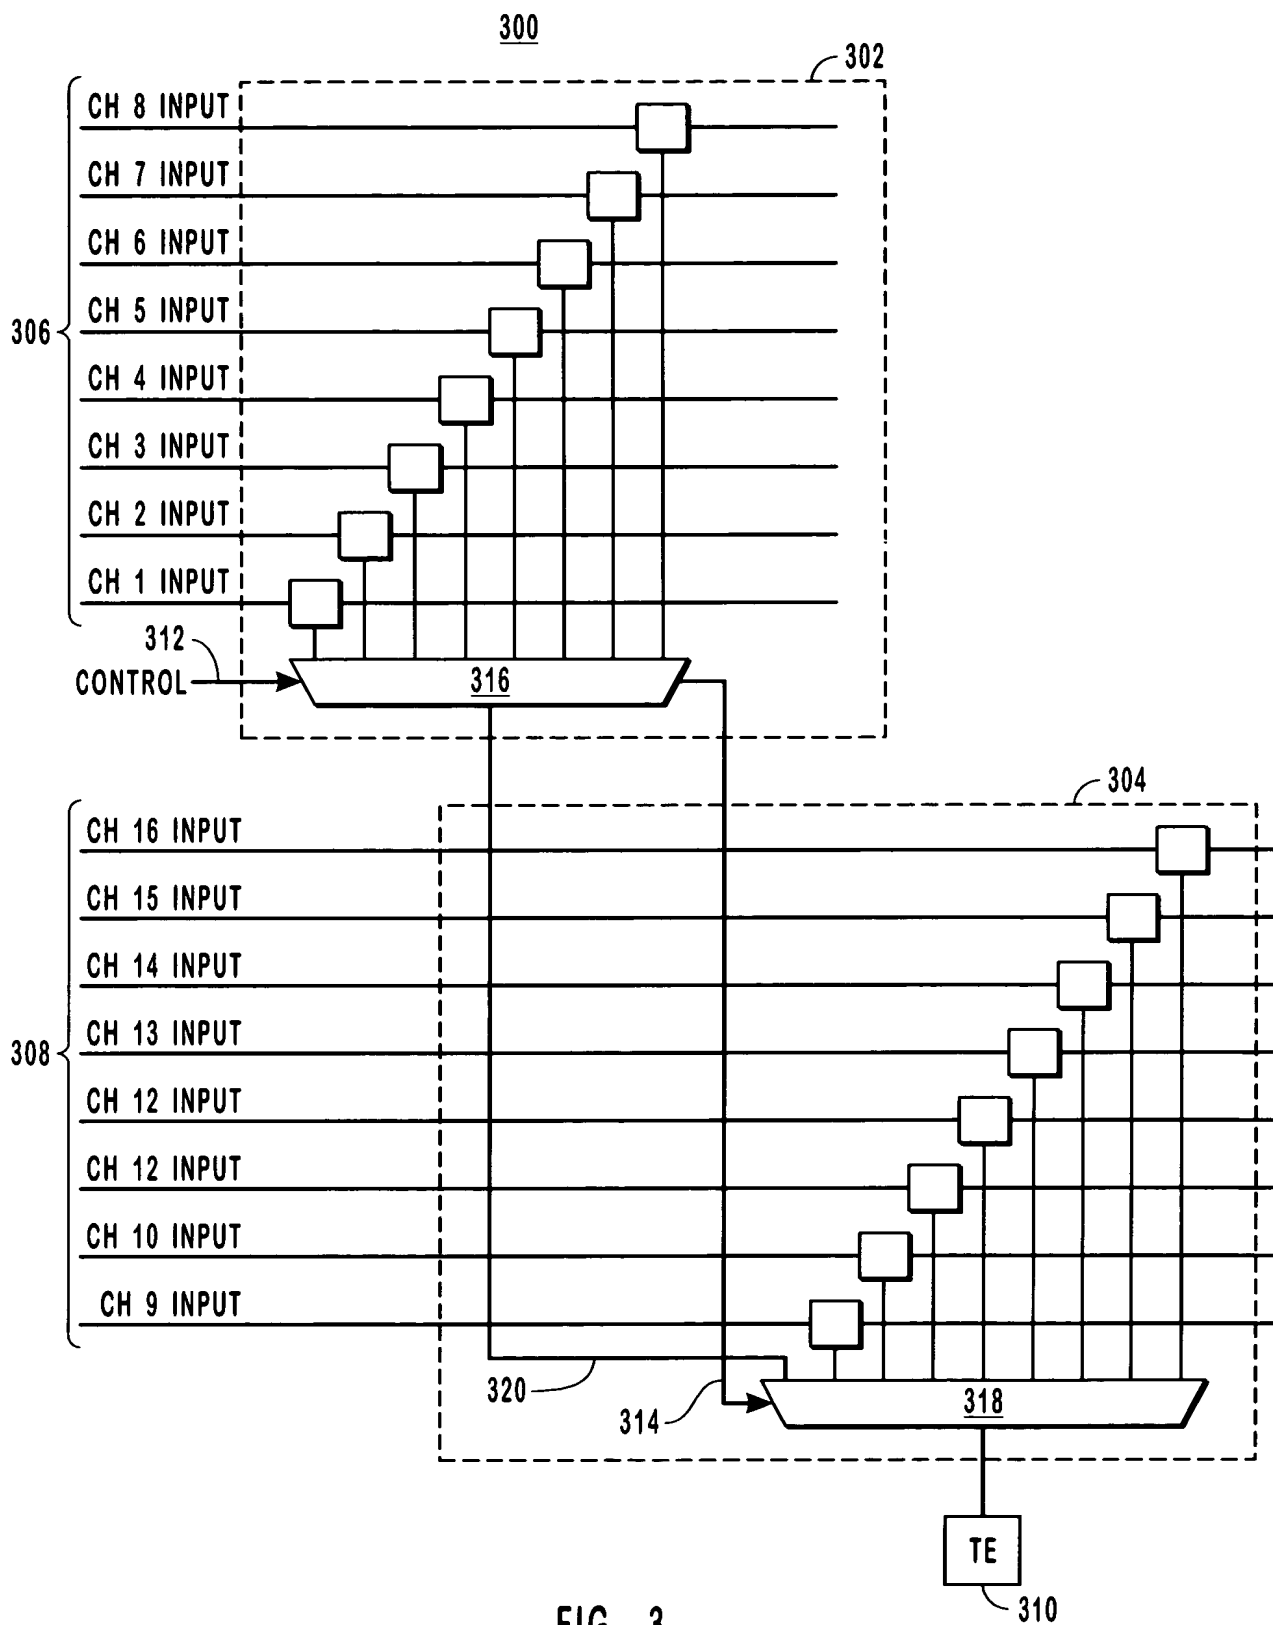 300
302
CH 8 INPUT
CH 7 INPUT
CH 6 INPUT
CH 5 INPUT
306
CH 4 INPUT
CH 3 INPUT
CH 2 INPUT
CH 1 INPUT
312
CONTROL
316
304
CH 16 INPUT
CH 15 INPUT
CH 14 INPUT
CH 13 INPUT
308
CH 12 INPUT
CH 12 INPUT
CH 10 INPUT
CH 9 INPUT
320
314
318
TE
310
FIG. 3